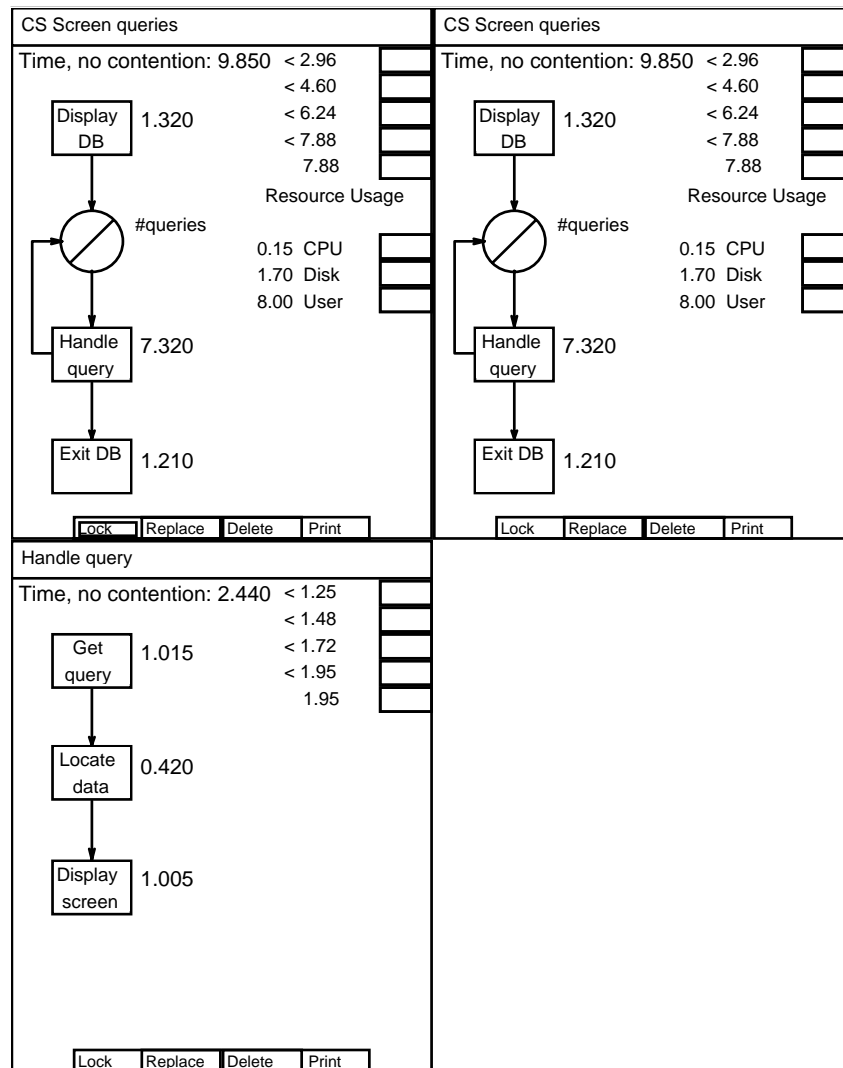 CS Screen queries
Time, no contention: 9.850
< 2.96
< 4.60
< 6.24
< 7.88
7.88
Display
DB
1.320
Resource Usage
#queries
0.15 CPU
1.70 Disk
8.00 User
Handle
query
7.320
Exit DB
1.210
Lock
Replace
Delete
Print
CS Screen queries
Time, no contention: 9.850
< 2.96
< 4.60
< 6.24
< 7.88
7.88
Display
DB
1.320
Resource Usage
#queries
0.15 CPU
1.70 Disk
8.00 User
Handle
query
7.320
Exit DB
1.210
Lock
Replace
Delete
Print
Handle query
Time, no contention: 2.440
< 1.25
< 1.48
< 1.72
< 1.95
1.95
Get
query
1.015
Locate
data
0.420
Display
screen
1.005
Lock
Replace
Delete
Print